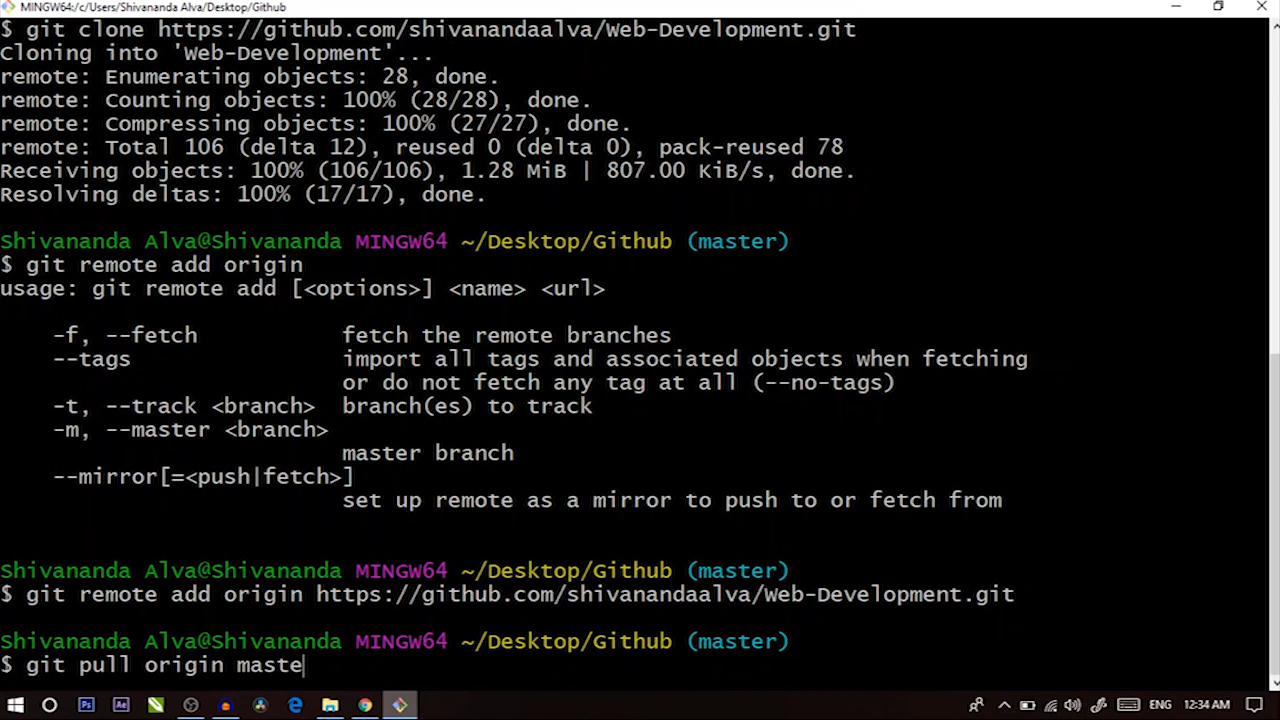 MINGW64:/c/Users/Shivananda Alva/Desktop/Github
$ git clone https://github.com/shivanandaalva/Web-Development.git
Cloning into 'Web-Development'...
remote: Enumerating objects: 28, done.
remote: Counting objects: 100% (28/28), done.
remote: Compressing objects: 100% (27/27), done.
remote: Total 106 (delta 12), reused 0 (delta 0), pack-reused 78
Receiving objects: 100% (106/106), 1.28 MiB | 807.00 KiB/s, done.
Resolving deltas: 100% (17/17), done.
Shivananda Alva@Shivananda MINGW64 ~/Desktop/Github (master)
$ git remote add origin
usage: git remote add [<options>] <name> <url>
-f, --fetch fetch the remote branches
--tags import all tags and associated objects when fetching
or do not fetch any tag at all (--no-tags)
-t, --track <branch> branch(es) to track
-m, --master <branch>
master branch
--mirror[=<push|fetch>]
set up remote as a mirror to push to or fetch from
Shivananda Alva@Shivananda MINGW64 ~/Desktop/Github (master)
$ git remote add origin https://github.com/shivanandaalva/Web-Development.git
Shivananda Alva@Shivananda MINGW64 ~/Desktop/Github (master)
$ git pull origin maste
Ps Ae ENG 12:34 AM